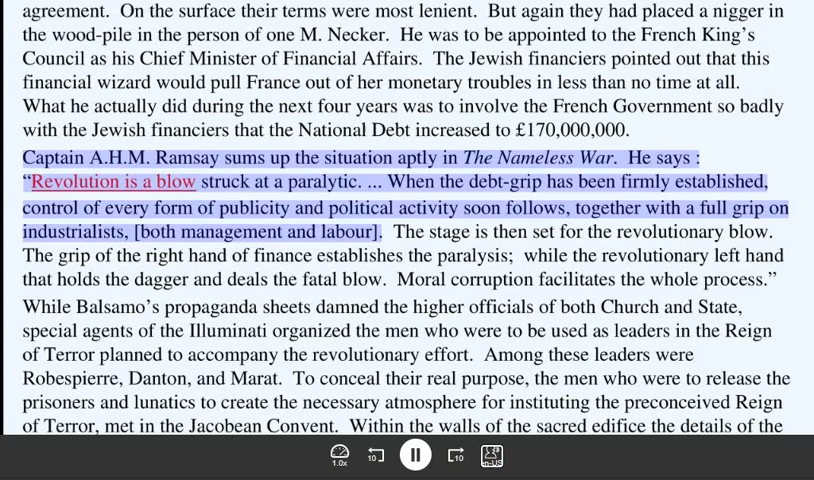 agreement. On the surface their terms were most lenient. But again they had placed a nigger in
the wood-pile in the person of one M. Necker. He was to be appointed to the French King's
Council as his Chief Minister of Financial Affairs. The Jewish financiers pointed out that this
financial wizard would pull France out of her monetary troubles in less than no time at all.
What he actually did during the next four years was to involve the French Government so badly
with the Jewish financiers that the National Debt increased to £170,000,000.
Captain A.H.M. Ramsay sums up the situation aptly in The Nameless War. He says :
“Revolution is a blow struck at a paralytic. ... When the debt-grip has been firmly established,
control of every form of publicity and political activity soon follows, together with a full grip on
industrialists, [both management and labour]. The stage is then set for the revolutionary blow.
The grip of the right hand of finance establishes the paralysis; while the revolutionary left hand
that holds the dagger and deals the fatal blow. Moral corruption facilitates the whole process.”
While Balsamo's propaganda sheets damned the higher officials of both Church and State,
special agents of the Illuminati organized the men who were to be used as leaders in the Reign
of Terror planned to accompany the revolutionary effort. Among these leaders were
Robespierre, Danton, and Marat. To conceal their real purpose, the men who were to release the
prisoners and lunatics to create the necessary atmosphere for instituting the preconceived Reign
of Terror, met in the Jacobean Convent. Within the walls of the sacred edifice the details of the
1.0x 10 10 en-US